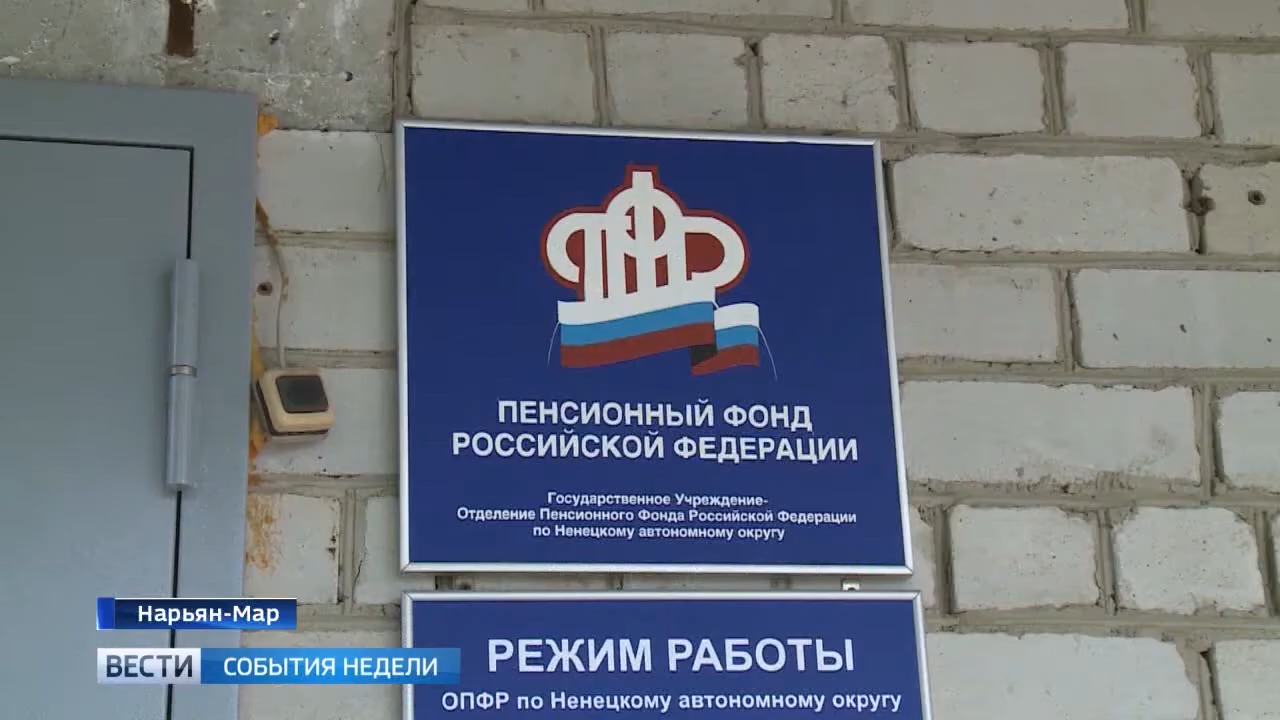 ПЕНСИОННЫЙ ФОНД
РОССИЙСКОЙ ФЕДЕРАЦИИ
Государственное Учреждение-
Отделение Пенсионного Фонда Российской Федерации
по Ненецкому автономному округу
РЕЖИМ РАБОТЫ
ОПФР по Ненецкому автономному округу
Нарьян-Мар
ВЕСТИ СОБЫТИЯ НЕДЕЛИ